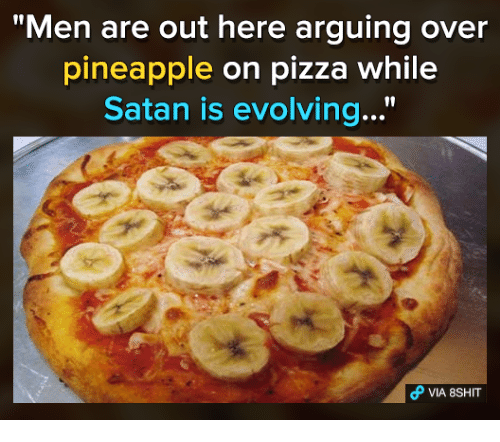 "Men are out here arguing over
pineapple on pizza while
Satan is evolving..."
VIA 8SHIT